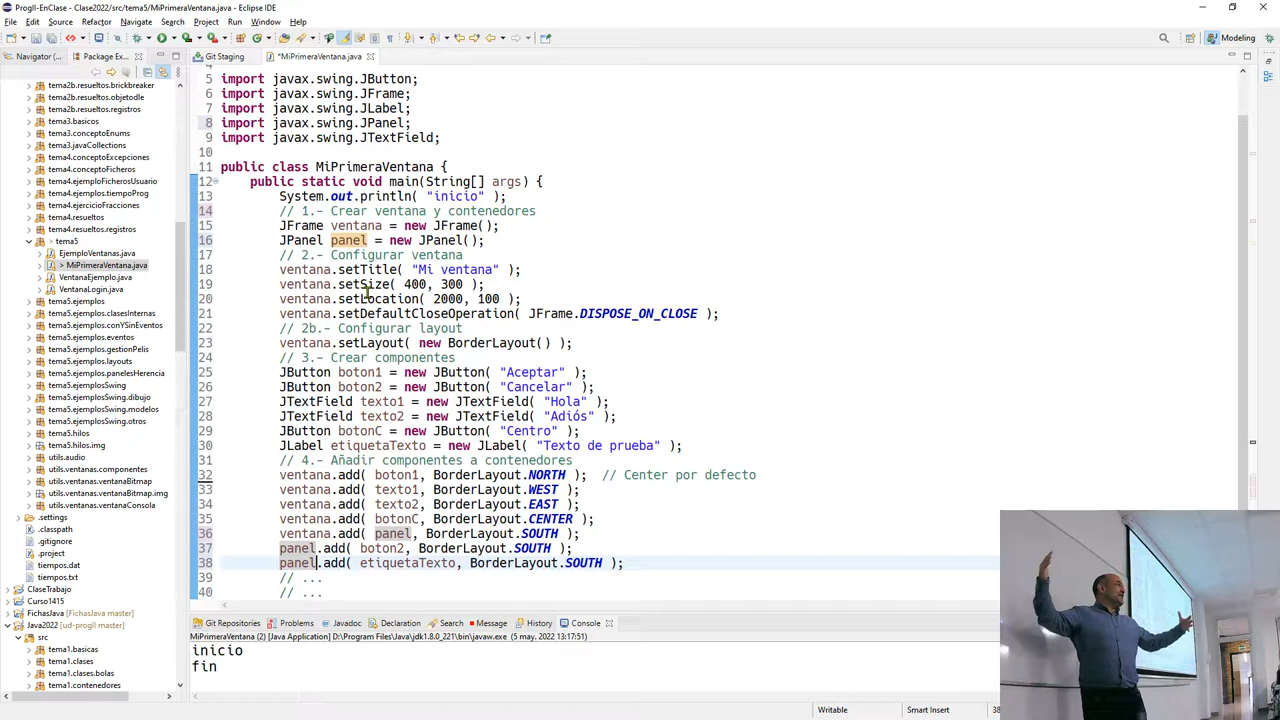 ProgII-EnClase - Clase2022/src/tema5/MiPrimeraVentana.java - Eclipse IDE
File Edit Source Refactor Navigate Search Project Run Window Help
Modeling
Navigator (... Package Ex...
Git Staging *MiPrimeraVentana.java
tema2b.resueltos.brickbreaker
tema2b.resueltos.objetodle
tema2b.resueltos.registros
tema3.basicos
tema3.conceptoEnums
tema3.javaCollections
tema4.conceptoExcepciones
tema4.conceptoFicheros
tema4.ejemploFicherosUsuario
tema4.ejemplos.tiempoProg
tema4.ejercicioFracciones
tema4.resueltos
tema4.resueltos.registros
> tema5
EjemploVentanas.java
> MiPrimeraVentana.java
VentanaEjemplo.java
VentanaLogin.java
tema5.ejemplos
tema5.ejemplos.clasesInternas
tema5.ejemplos.conYSinEventos
tema5.ejemplos.eventos
tema5.ejemplos.gestionPelis
tema5.ejemplos.layouts
tema5.ejemplos.panelesHerencia
tema5.ejemplosSwing
tema5.ejemplosSwing.dibujo
tema5.ejemplosSwing.modelos
tema5.ejemplosSwing.otros
tema5.hilos
tema5.hilos.img
utils.audio
utils.ventanas.componentes
utils.ventanas.ventanaBitmap
utils.ventanas.ventanaBitmap.img
utils.ventanas.ventanaConsola
.settings
.classpath
.gitignore
.project
tiempos.dat
tiempos.txt
ClaseTrabajo
Curso1415
FichasJava [FichasJava master]
Java2022 [ud-progII master]
src
tema1.basicas
tema1.clases
tema1.clases.bolas
tema1.contenedores
4
5 import javax.swing.JButton;
6 import javax.swing.JFrame;
7 import javax.swing.JLabel;
8 import javax.swing.JPanel;
9 import javax.swing.JTextField;
10
11 public class MiPrimeraVentana {
12 public static void main(String[] args) {
13 System.out.println( "inicio" );
14 // 1.- Crear ventana y contenedores
15 JFrame ventana = new JFrame();
16 JPanel panel = new JPanel();
17 // 2.- Configurar ventana
18 ventana.setTitle( "Mi ventana" );
19 ventana.setSize( 400, 300 );
20 ventana.setLocation( 2000, 100 );
21 ventana.setDefaultCloseOperation( JFrame.DISPOSE_ON_CLOSE );
22 // 2b.- Configurar layout
23 ventana.setLayout( new BorderLayout() );
24 // 3.- Crear componentes
25 JButton boton1 = new JButton( "Aceptar" );
26 JButton boton2 = new JButton( "Cancelar" );
27 JTextField texto1 = new JTextField( "Hola" );
28 JTextField texto2 = new JTextField( "Adiós" );
29 JButton botonC = new JButton( "Centro" );
30 JLabel etiquetaTexto = new JLabel( "Texto de prueba" );
31 // 4.- Añadir componentes a contenedores
32 ventana.add( boton1, BorderLayout.NORTH ); // Center por defecto
33 ventana.add( texto1, BorderLayout.WEST );
34 ventana.add( texto2, BorderLayout.EAST );
35 ventana.add( botonC, BorderLayout.CENTER );
36 ventana.add( panel, BorderLayout.SOUTH );
37 panel.add( boton2, BorderLayout.SOUTH );
38 panel.add( etiquetaTexto, BorderLayout.SOUTH );
39 // ...
40 // ...
Git Repositories Problems Javadoc Declaration Search Message History Console
MiPrimeraVentana (2) [Java Application] D:\Program Files\Java\jdk1.8.0_221\bin\javaw.exe (5 may. 2022 13:17:51)
inicio
fin
Writable Smart Insert 38